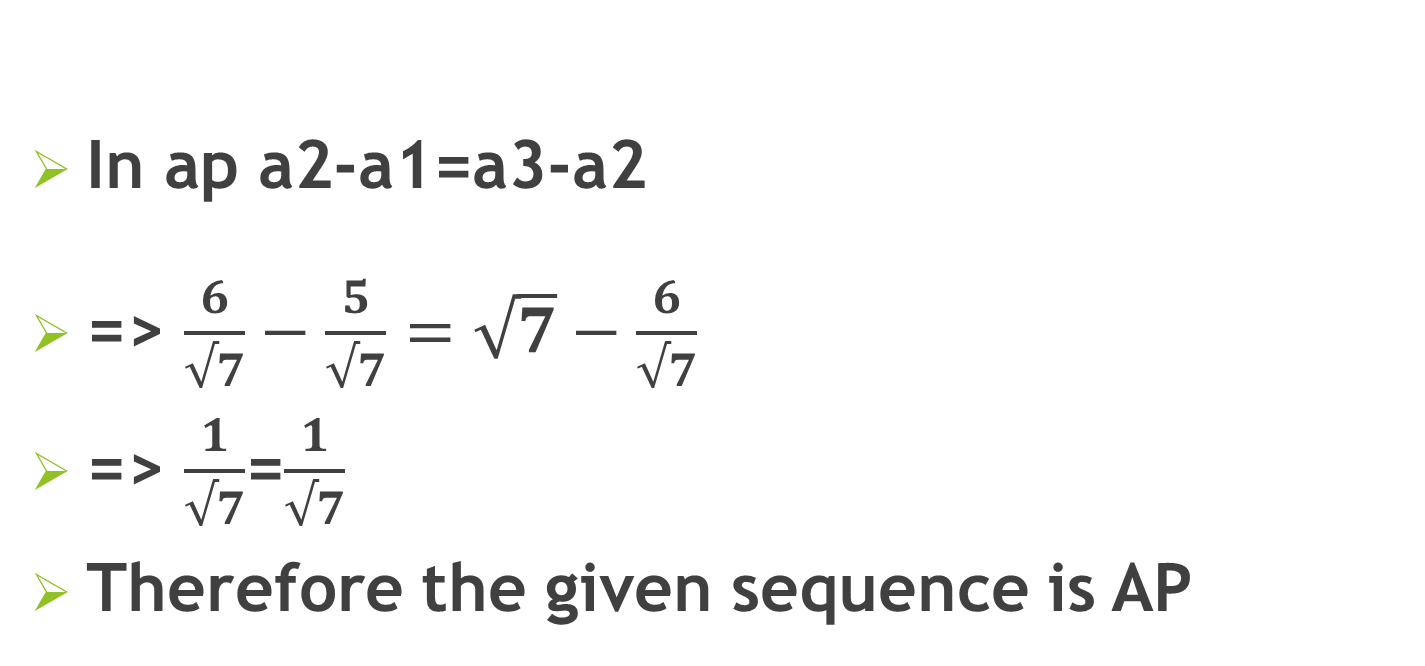 In ap a2-a1=a3-a2
=> 6/√7 − 5/√7 = √7 − 6/√7
=> 1/√7=1/√7
Therefore the given sequence is AP